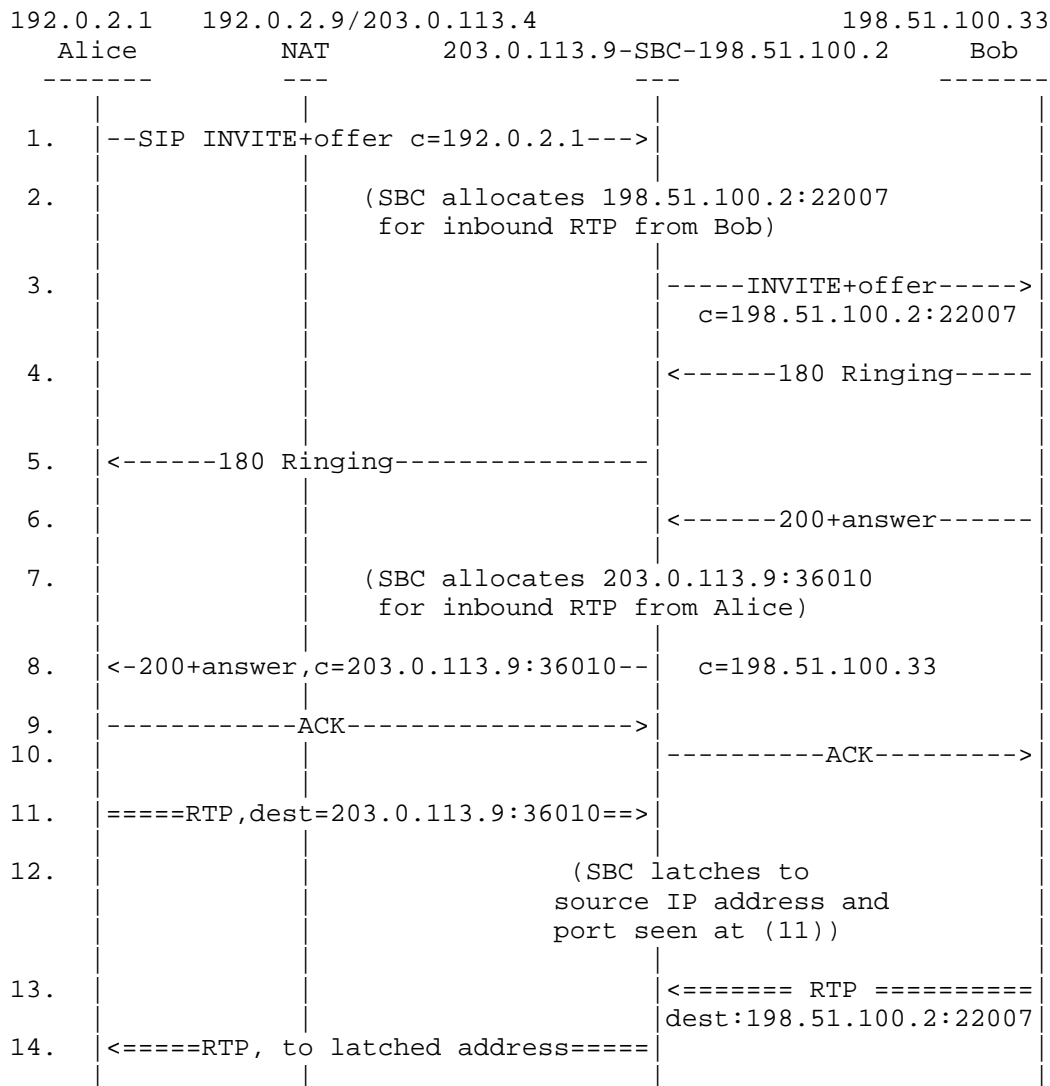 192.0.2.1   192.0.2.9/203.0.113.4                    198.51.100.33
   Alice          NAT         203.0.113.9-SBC-198.51.100.2     Bob
  -------         ---                    ---                 -------
     |             |                      |                         |
 1.  |--SIP INVITE+offer c=192.0.2.1--->|                         |
     |             |                      |                         |
 2.  |             |   (SBC allocates 198.51.100.2:22007            |
     |             |    for inbound RTP from Bob)                   |
     |             |                      |                         |
 3.  |             |                      |-----INVITE+offer----->|
     |             |                      |  c=198.51.100.2:22007 |
     |             |                      |                         |
 4.  |             |                      |<------180 Ringing-----|
     |             |                      |                         |
     |             |                      |                         |
 5.  |<------180 Ringing----------------|                         |
     |             |                      |                         |
 6.  |             |                      |<------200+answer------|
     |             |                      |                         |
 7.  |             |   (SBC allocates 203.0.113.9:36010             |
     |             |    for inbound RTP from Alice)                 |
     |             |                      |                         |
 8.  |<-200+answer,c=203.0.113.9:36010--|  c=198.51.100.33        |
     |             |                      |                         |
 9.  |------------ACK------------------>|                         |
10.  |             |                      |----------ACK--------->|
     |             |                      |                         |
11.  |=====RTP,dest=203.0.113.9:36010==>|                         |
     |             |                      |                         |
12.  |             |                (SBC latches to                 |
     |             |               source IP address and            |
     |             |               port seen at (11))               |
     |             |                      |                         |
13.  |             |                      |<======= RTP ==========|
     |             |                      |dest:198.51.100.2:22007|
14.  |<=====RTP, to latched address=====|                         |
     |             |                      |                         |